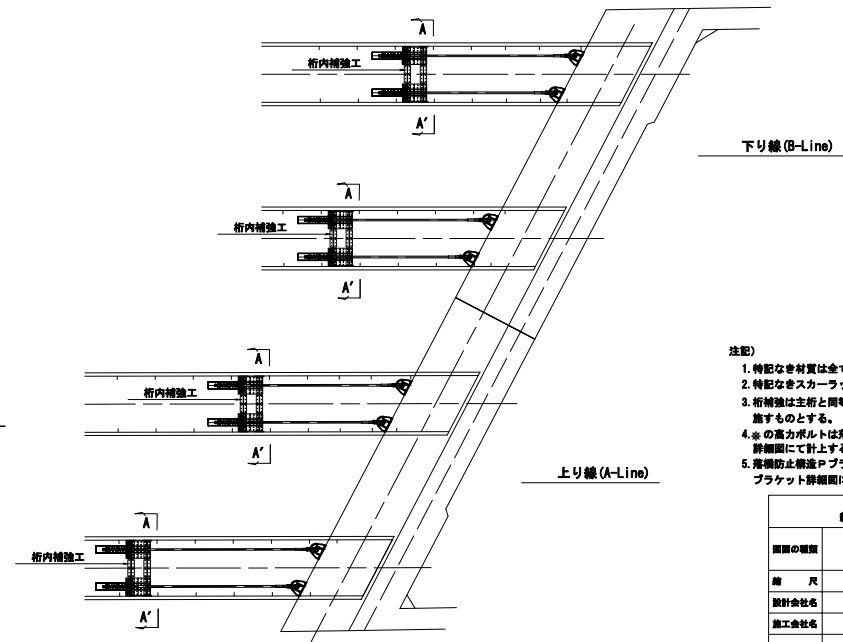 A
桁内補強工
A'
下り線(B-Line)
A
桁内補強工
A'
注記)
1.特記なき材質は全て
2.特記なきスカーラッ
3.桁補強は主桁と同等
施すものとする。
4.※の高力ボルトは落
詳細図にて計上する
5.落橋防止構造Pブラ
ブラケット詳細図に
A
桁内補強工
A'
上り線(A-Line)
A
桁内補強工
A'
図面の種類
縮 尺
設計会社名
施工会社名